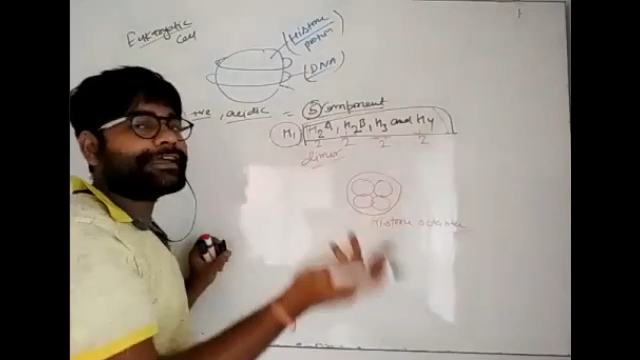 Eukaryotic
cell
Histone
protein
DNA
-ive, acidic = 5 Component
H1 H2A, H2B, H3 and H4
2 2 2 2
dimer
Histone octamer